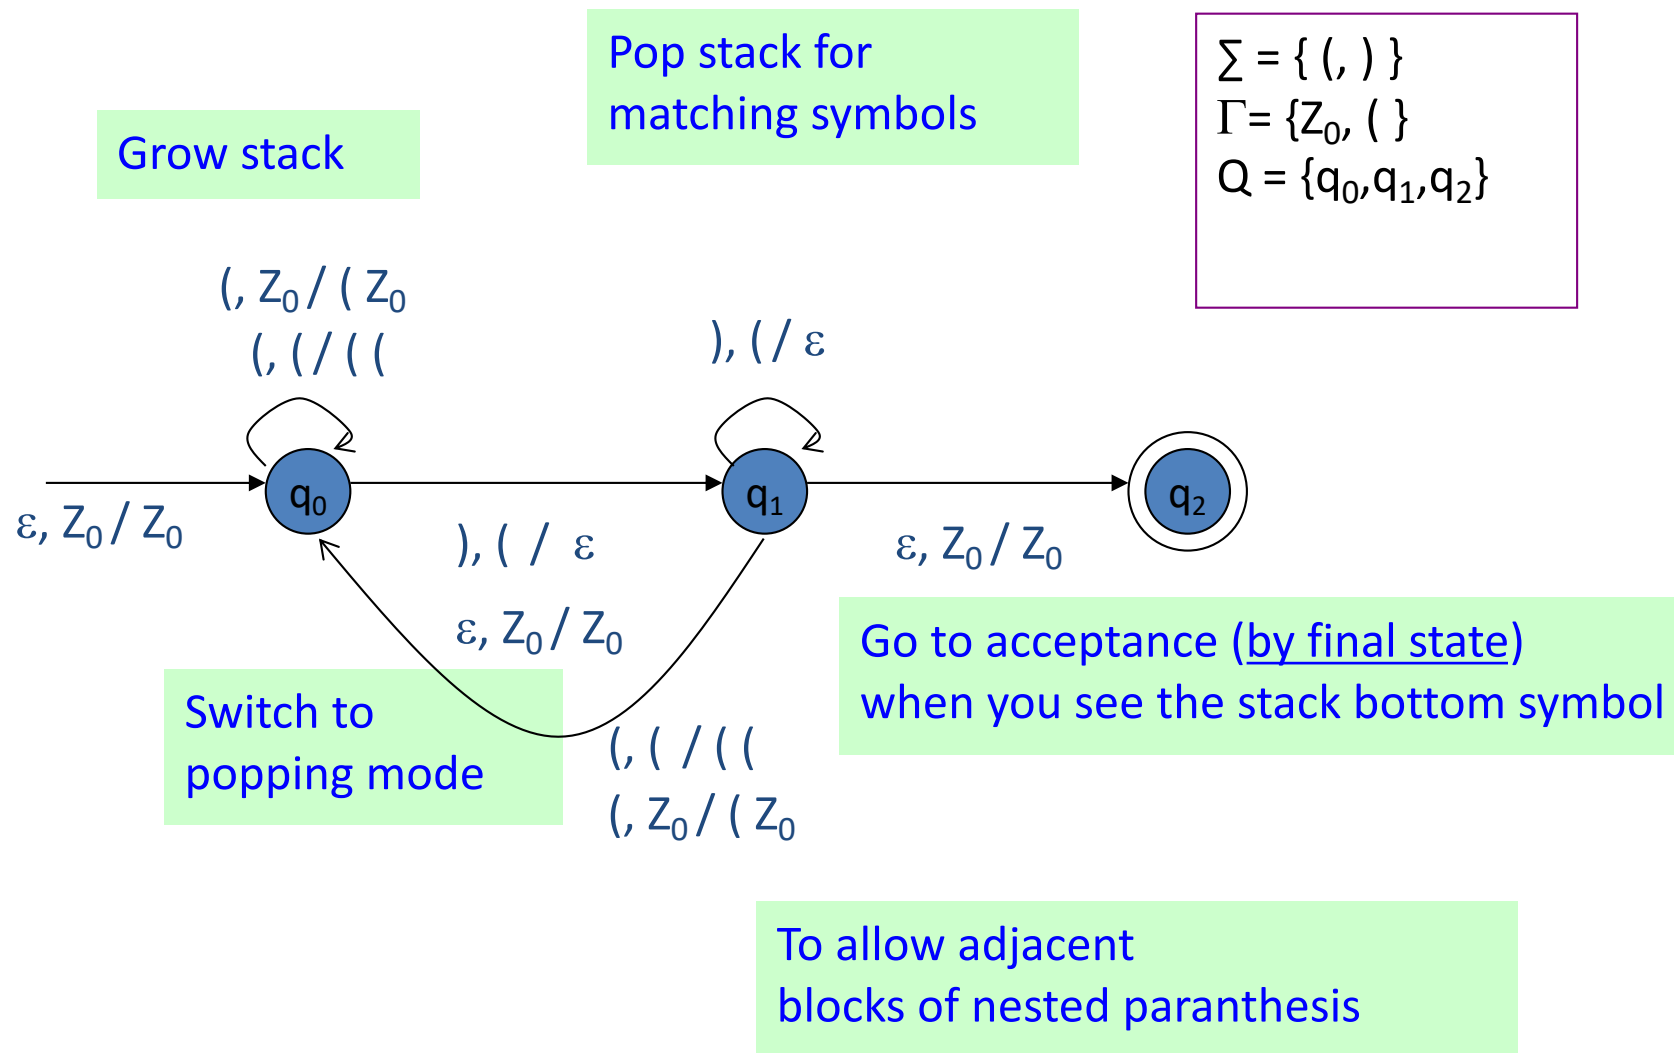 Pop stack for
matching symbols
∑ = { (, ) }
Γ= {Z₀, ( }
Q = {q₀,q₁,q₂}
Grow stack
(, Z₀ / ( Z₀
(, ( / ( (
), ( / ε
q₀
q₁
q₂
ε, Z₀ / Z₀
), ( / ε
ε, Z₀ / Z₀
ε, Z₀ / Z₀
Go to acceptance (by final state)
when you see the stack bottom symbol
Switch to
popping mode
(, ( / ( (
(, Z₀ / ( Z₀
To allow adjacent
blocks of nested paranthesis